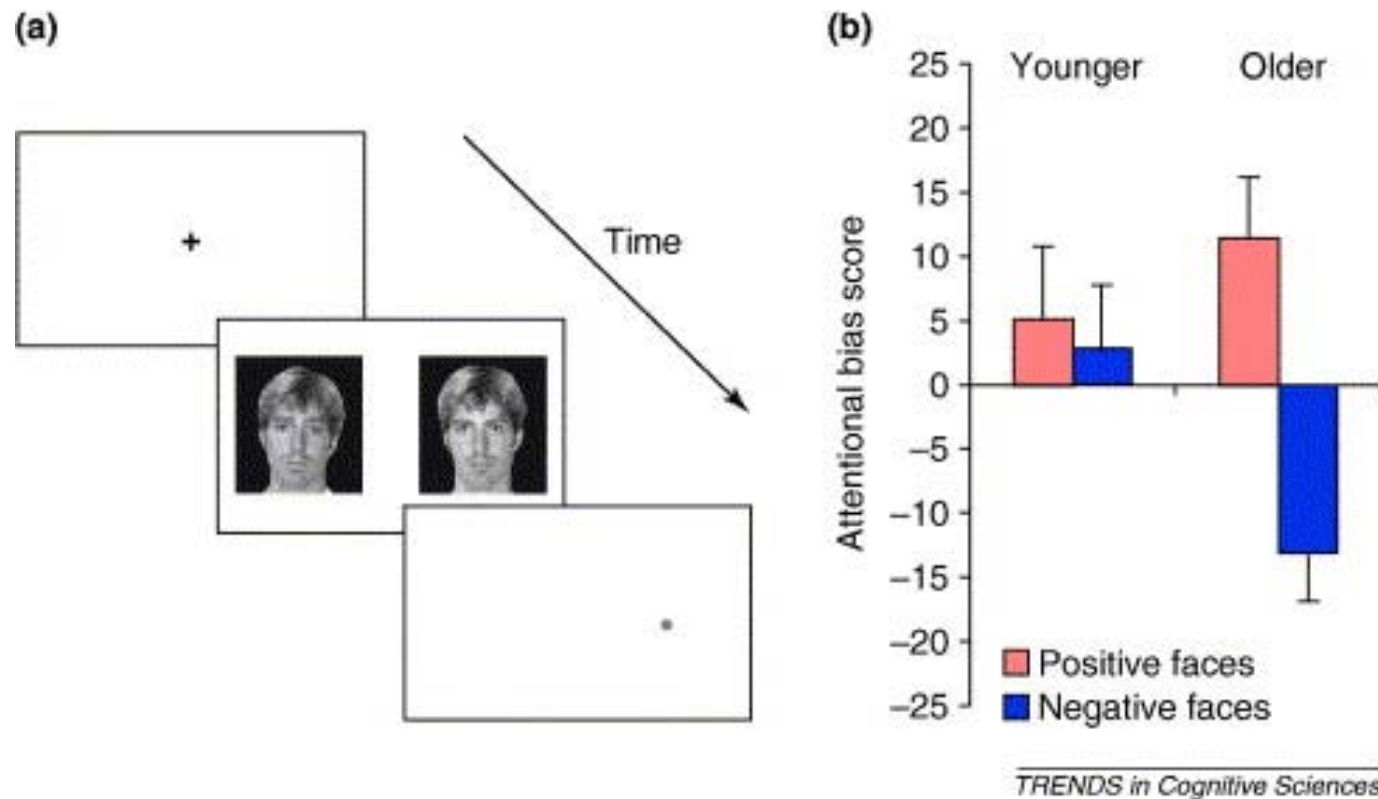 (a)
+
Time
(b)
Younger Older
25
20
15
10
5
0
−5
−10
−15
−20
−25
Attentional bias score
Positive faces
Negative faces
TRENDS in Cognitive Sciences